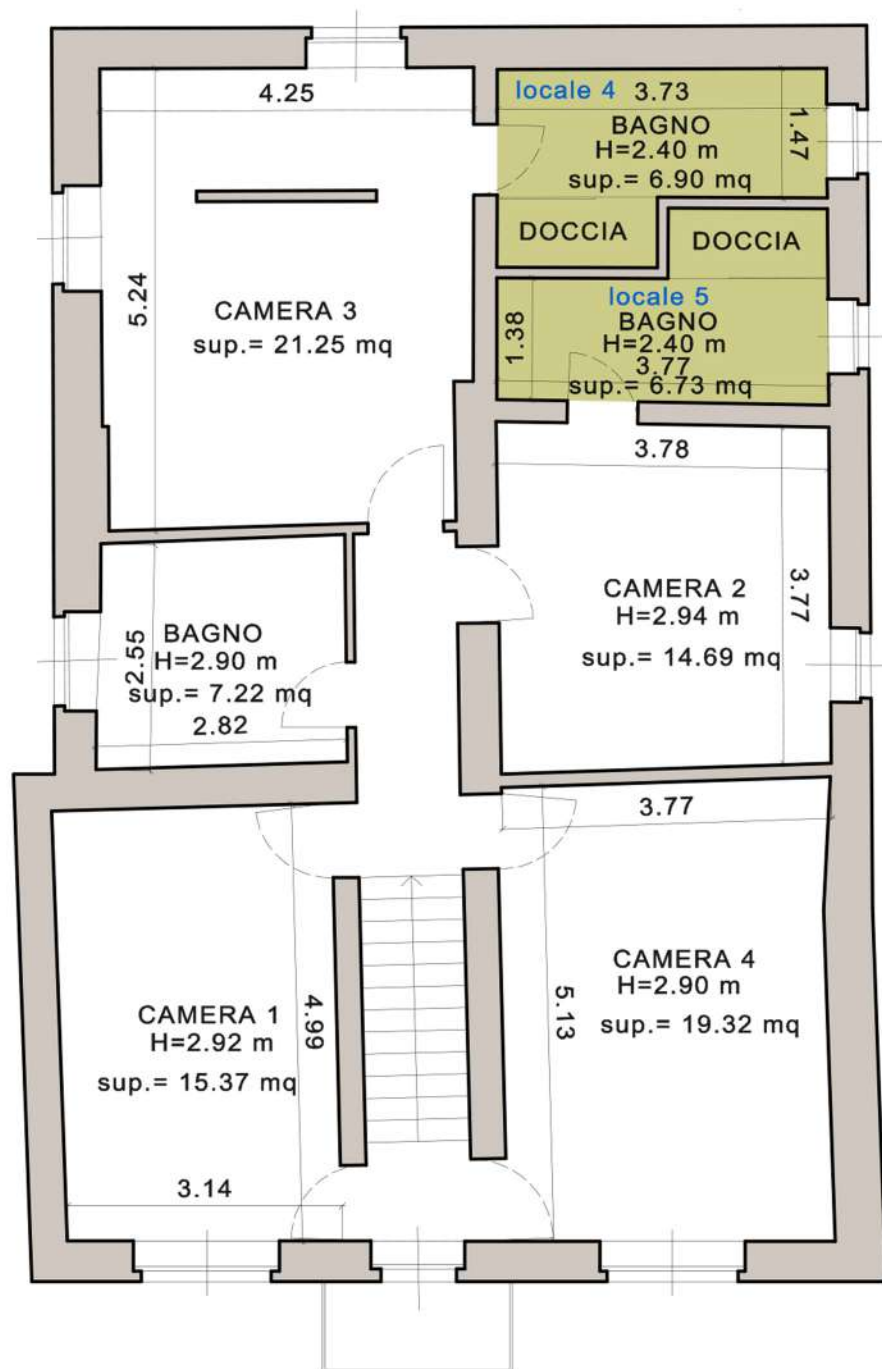 4.25
locale 4 3.73
BAGNO
H=2.40 m
sup.= 6.90 mq
1.47
DOCCIA
DOCCIA
5.24
CAMERA 3
sup.= 21.25 mq
locale 5
BAGNO
H=2.40 m
3.77
sup.= 6.73 mq
1.38
3.78
CAMERA 2
H=2.94 m
sup.= 14.69 mq
3.77
BAGNO
H=2.90 m
sup.= 7.22 mq
2.82
2.55
3.77
CAMERA 1
H=2.92 m
sup.= 15.37 mq
4.99
3.14
CAMERA 4
H=2.90 m
sup.= 19.32 mq
5.13